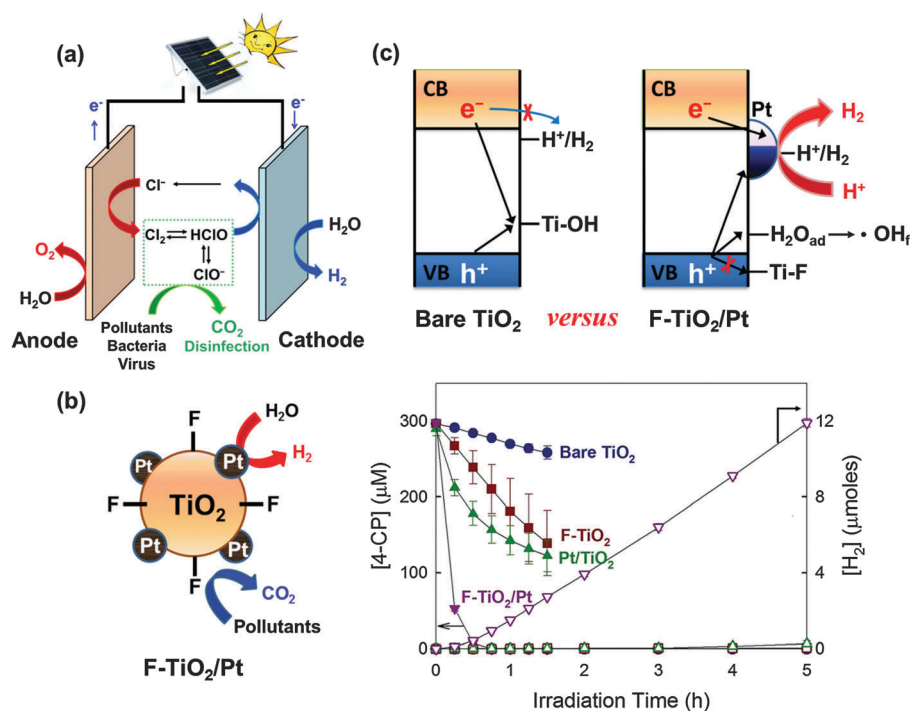 (a)
e⁻
e⁻
Cl⁻
Cl₂ ⇌ HClO
ClO⁻
O₂
H₂O
H₂O
H₂
Anode
Pollutants
Bacteria
Virus
CO₂
Disinfection
Cathode
(c)
CB
e⁻
H⁺/H₂
Ti-OH
VB
h⁺
Bare TiO₂
versus
CB
e⁻
Pt
H₂
H⁺/H₂
H⁺
H₂Oad → • OHf
Ti-F
VB
h⁺
F-TiO₂/Pt
(b)
F
H₂O
H₂
Pt
Pt
F
TiO₂
F
Pt
Pt
F
CO₂
Pollutants
F-TiO₂/Pt
[4-CP] (μM)
300
200
100
0
Bare TiO₂
F-TiO₂
Pt/TiO₂
F-TiO₂/Pt
12
8
4
0
[H₂] (μmoles)
0 1 2 3 4 5
Irradiation Time (h)